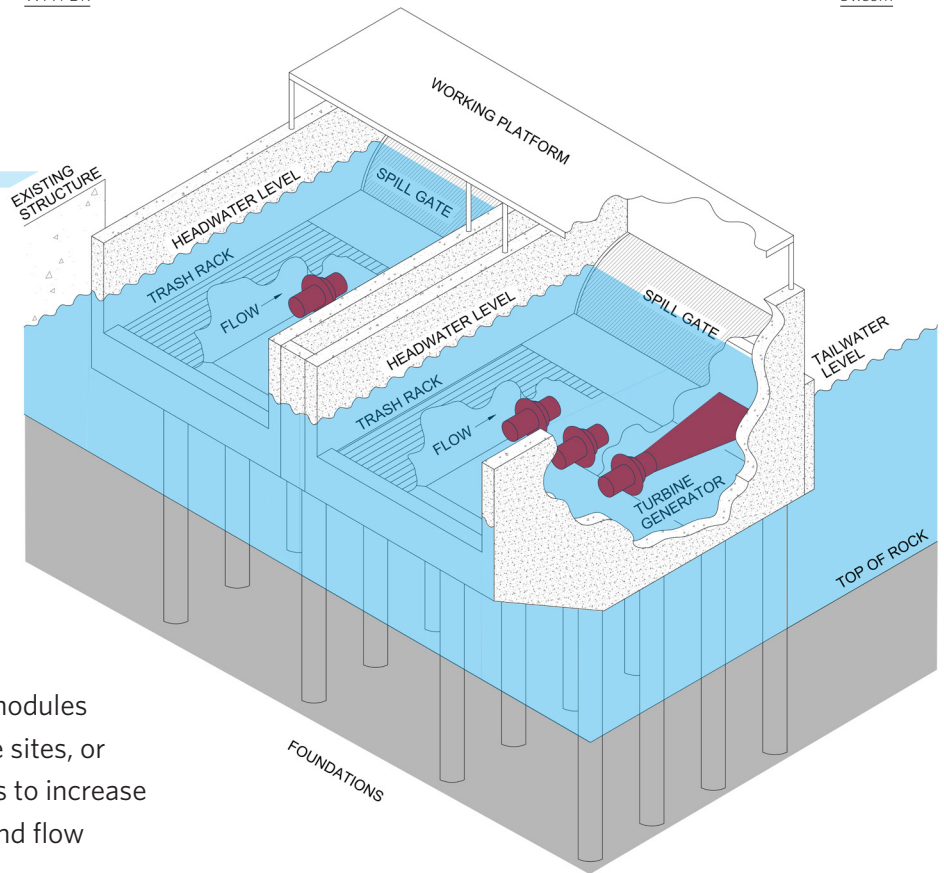 WORKING PLATFORM
EXISTING
STRUCTURE
HEADWATER LEVEL
SPILL GATE
TRASH RACK
FLOW
HEADWATER LEVEL
SPILL GATE
TAILWATER
LEVEL
TRASH RACK
FLOW
TURBINE
GENERATOR
TOP OF ROCK
FOUNDATIONS
nodules
e sites, or
s to increase
nd flow